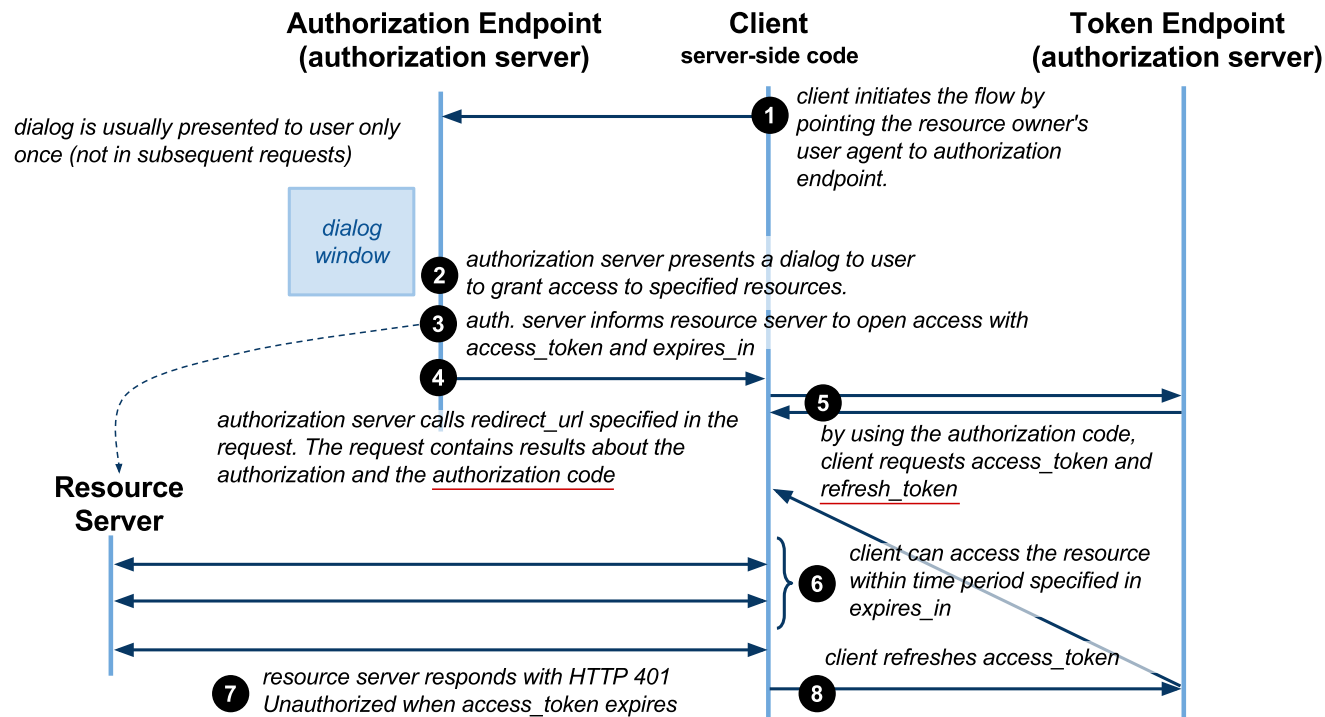 Authorization Endpoint
(authorization server)
Client
server-side code
Token Endpoint
(authorization server)
1
client initiates the flow by
pointing the resource owner's
user agent to authorization
endpoint.
dialog is usually presented to user only
once (not in subsequent requests)
dialog
window
2
authorization server presents a dialog to user
to grant access to specified resources.
3
auth. server informs resource server to open access with
access_token and expires_in
4
authorization server calls redirect_url specified in the
request. The request contains results about the
authorization and the authorization code
5
by using the authorization code,
client requests access_token and
refresh_token
Resource
Server
6
client can access the resource
within time period specified in
expires_in
7
resource server responds with HTTP 401
Unauthorized when access_token expires
client refreshes access_token
8